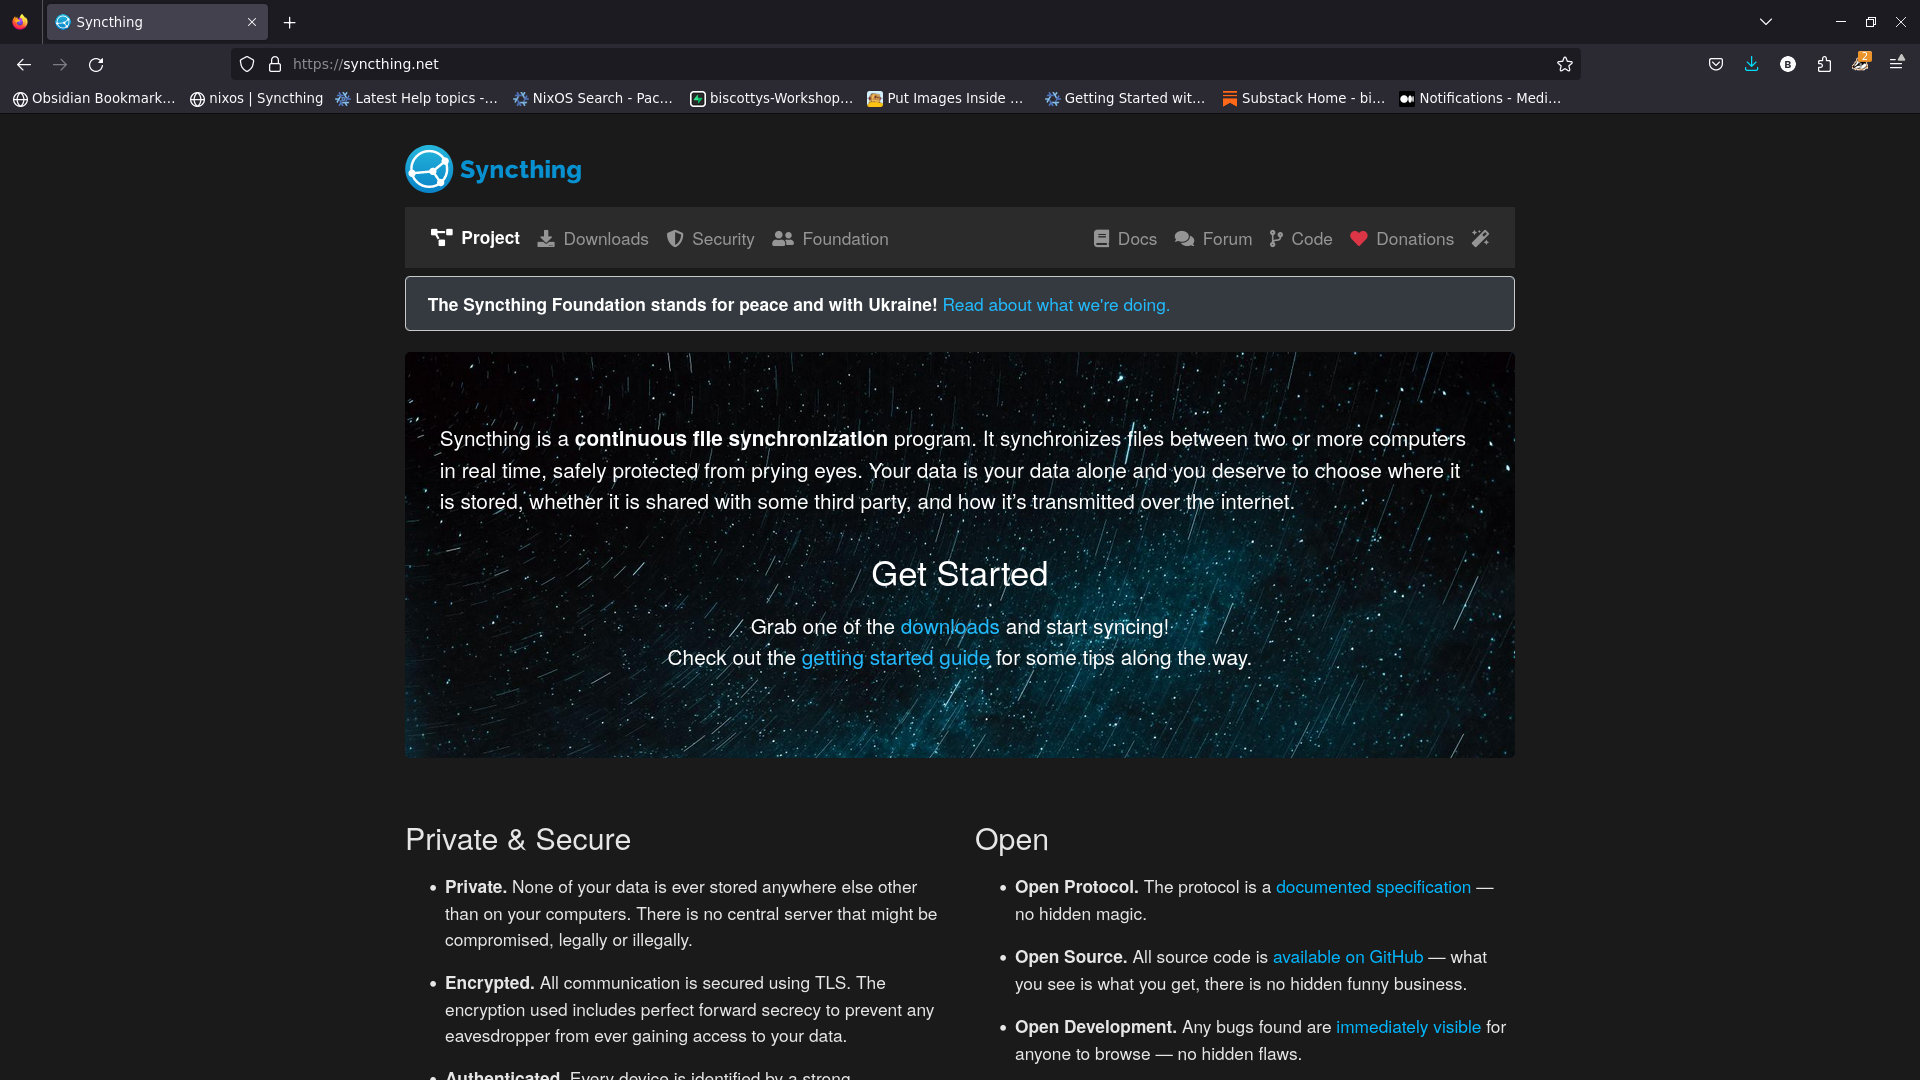 Syncthing
https://syncthing.net
Obsidian Bookmark…
nixos | Syncthing
Latest Help topics -…
NixOS Search - Pac…
biscottys-Workshop…
Put Images Inside …
Getting Started wit…
Substack Home - bi…
Notifications - Medi…
2
B
Syncthing
Project Downloads Security Foundation Docs Forum Code Donations
The Syncthing Foundation stands for peace and with Ukraine! Read about what we're doing.
Syncthing is a continuous file synchronization program. It synchronizes files between two or more computers
in real time, safely protected from prying eyes. Your data is your data alone and you deserve to choose where it
is stored, whether it is shared with some third party, and how it’s transmitted over the internet.
Get Started
Grab one of the downloads and start syncing!
Check out the getting started guide for some tips along the way.
Private & Secure
• Private. None of your data is ever stored anywhere else other
than on your computers. There is no central server that might be
compromised, legally or illegally.
• Encrypted. All communication is secured using TLS. The
encryption used includes perfect forward secrecy to prevent any
eavesdropper from ever gaining access to your data.
• Authenticated. Every device is identified by a strong
Open
• Open Protocol. The protocol is a documented specification —
no hidden magic.
• Open Source. All source code is available on GitHub — what
you see is what you get, there is no hidden funny business.
• Open Development. Any bugs found are immediately visible for
anyone to browse — no hidden flaws.